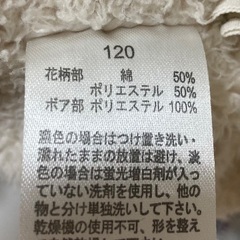 120
花柄部 綿 50%
ポリエステル 50%
ボア部 ポリエステル 100%
濃色の場合はつけ置き洗い・
濡れたままの放置は避け、淡
色の場合は蛍光増白剤が入っ
ていない洗剤を使用し、他の
物と分け単独洗いして下さい。
乾燥機の使用不可、形を整え